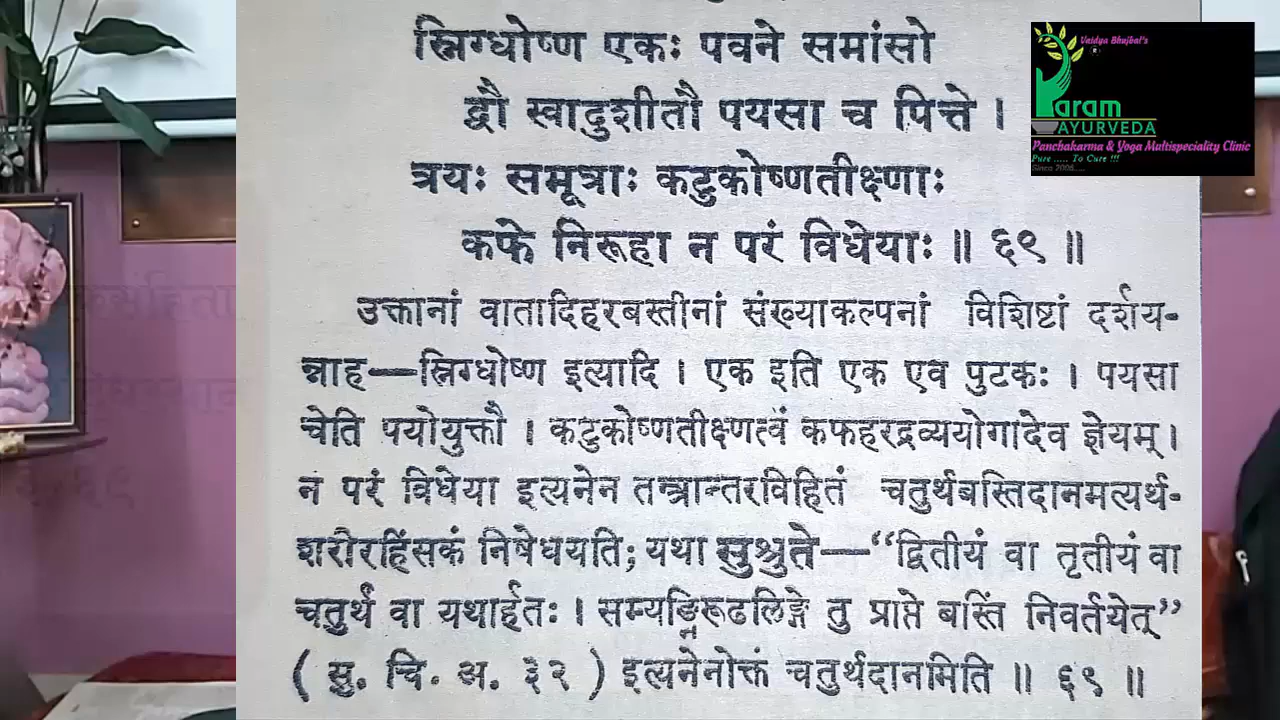 स्निग्धोष्ण एकः पवने समांसो
द्वौ स्वादुशीतौ पयसा च पित्ते ।
त्रयः समूत्राः कटुकोष्णतीक्ष्णाः
कफे निरूहा न परं विधेयाः ॥ ६९ ॥
उक्तानां वातादिहरबस्तीनां संख्याकल्पनां विशिष्टां दर्शय-
न्नाह—स्निग्धोष्ण इत्यादि । एक इति एक एव पुटकः । पयसा
चेति पयोयुक्तौ । कटुकोष्णतीक्ष्णत्वं कफहरद्रव्ययोगादेव ज्ञेयम् ।
न परं विधेया इत्यनेन तन्त्रान्तरविहितं चतुर्थबस्तिदानमत्यर्थ-
शरीरहिंसकं निषेधयति; यथा सुश्रुते—“द्वितीयं वा तृतीयं वा
चतुर्थं वा यथार्हतः । सम्यङ्निरूढलिङ्गे तु प्राप्ते बस्तिं निवर्तयेत्”
( सु. चि. अ. ३२ ) इत्यनेनोक्तं चतुर्थदानमिति ॥ ६९ ॥
Vaidya Bhujbal's
Param
AYURVEDA
Panchakarma & Yoga Multispeciality Clinic
Pure ..... To Cure !!!
Since 2004.....